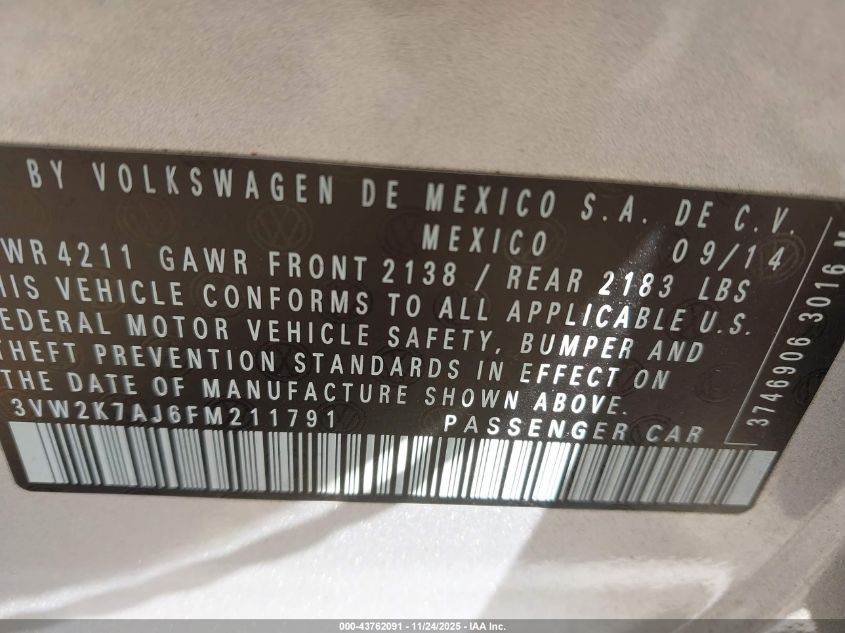 BY VOLKSWAGEN DE MEXICO S.A. DE C.V.
MEXICO 09/14
WR 4211 GAWR FRONT 2138 / REAR 2183 LBS
HIS VEHICLE CONFORMS TO ALL APPLICABLE U.S.
EDERAL MOTOR VEHICLE SAFETY, BUMPER AND
THEFT PREVENTION STANDARDS IN EFFECT ON
THE DATE OF MANUFACTURE SHOWN ABOVE.
3VW2K7AJ6FM211791 PASSENGER CAR
3746906 3016 M
000-43762091 - 11/24/2025 - IAA Inc.